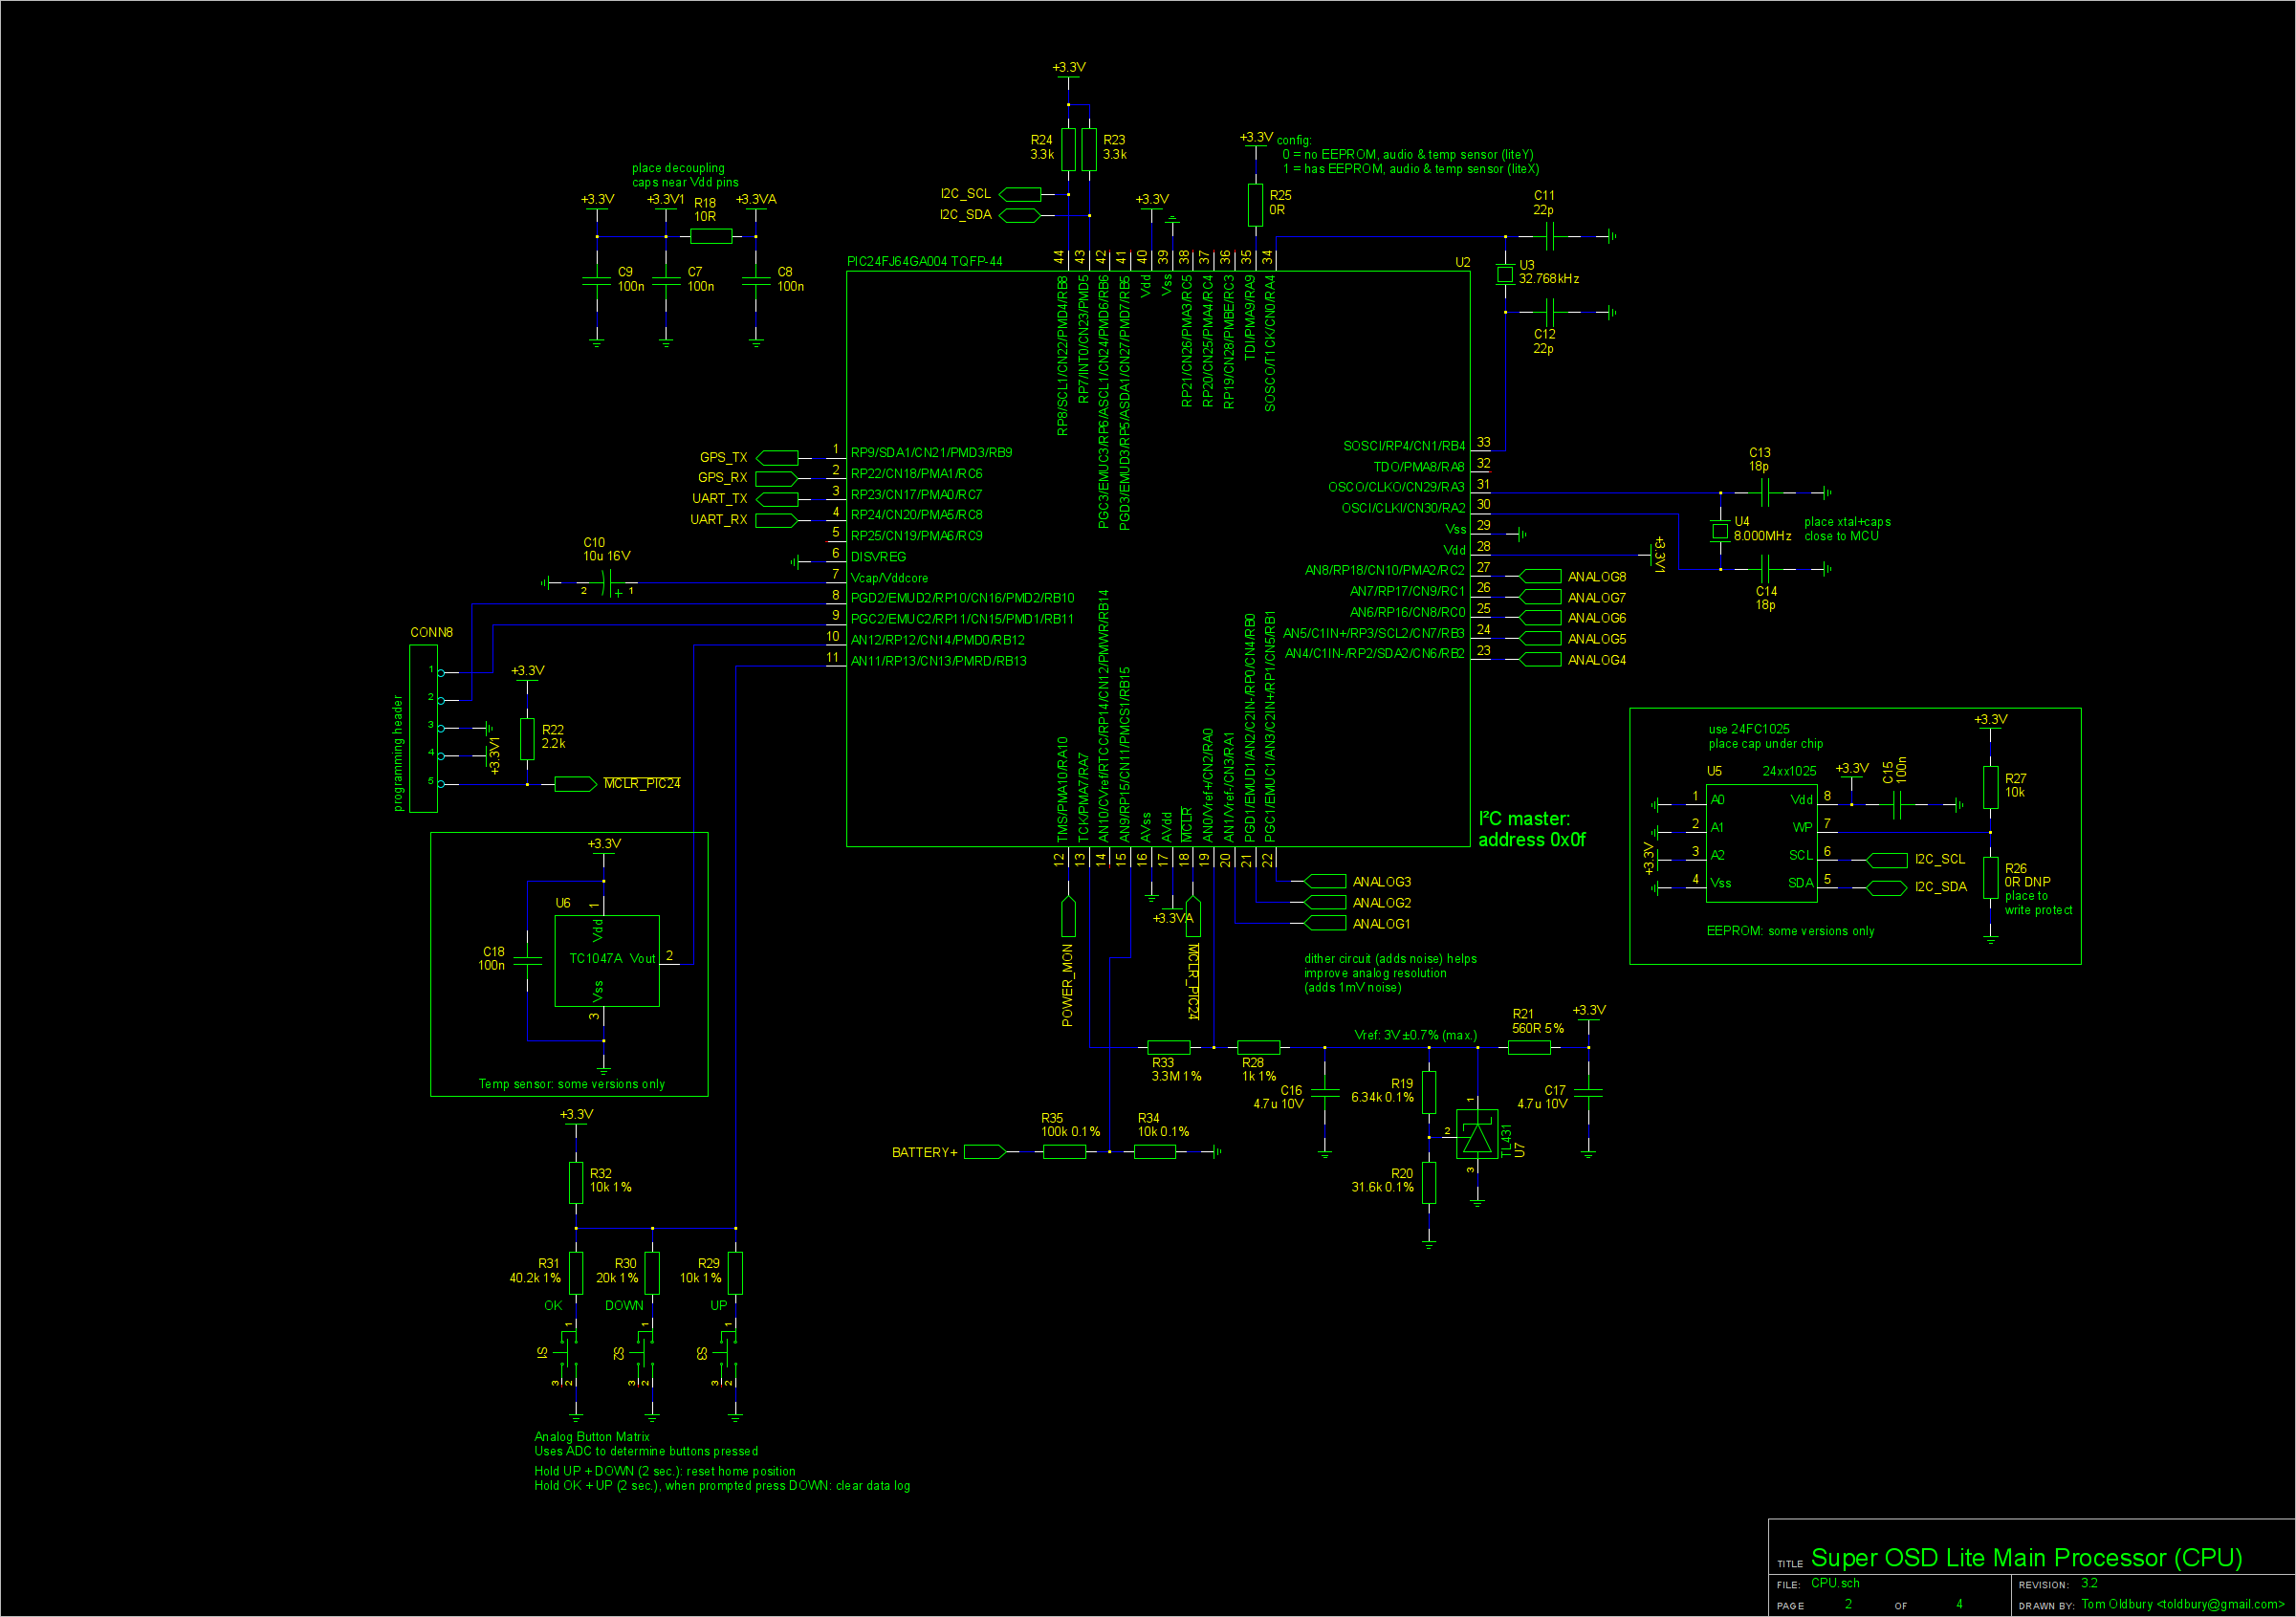 +3.3V
R24
3.3k
R23
3.3k
I2C_SCL
I2C_SDA
+3.3V
+3.3V
config:
0 = no EEPROM, audio & temp sensor (liteY)
1 = has EEPROM, audio & temp sensor (liteX)
R25
0R
place decoupling
caps near Vdd pins
+3.3V
+3.3V1
R18
10R
+3.3VA
C9
100n
C7
100n
C8
100n
C11
22p
U3
32.768kHz
C12
22p
PIC24FJ64GA004 TQFP-44
U2
44
43
42
41
40
39
38
37
36
35
34
RP8/SCL1/CN22/PMD4/RB8
RP7/INT0/CN23/PMD5
PGC3/EMUC3/RP6/ASCL1/CN24/PMD6/RB6
PGD3/EMUD3/RP5/ASDA1/CN27/PMD7/RB5
Vdd
Vss
RP21/CN26/PMA3/RC5
RP20/CN25/PMA4/RC4
RP19/CN28/PMBE/RC3
TDI/PMA9/RA9
SOSCO/T1CK/CN0/RA4
GPS_TX
1
RP9/SDA1/CN21/PMD3/RB9
GPS_RX
2
RP22/CN18/PMA1/RC6
UART_TX
3
RP23/CN17/PMA0/RC7
UART_RX
4
RP24/CN20/PMA5/RC8
5
RP25/CN19/PMA6/RC9
6
DISVREG
7
Vcap/Vddcore
8
PGD2/EMUD2/RP10/CN16/PMD2/RB10
9
PGC2/EMUC2/RP11/CN15/PMD1/RB11
10
AN12/RP12/CN14/PMD0/RB12
11
AN11/RP13/CN13/PMRD/RB13
C10
10u 16V
2
+
1
SOSCI/RP4/CN1/RB4
33
TDO/PMA8/RA8
32
OSCO/CLKO/CN29/RA3
31
OSCI/CLKI/CN30/RA2
30
Vss
29
Vdd
28
+3.3V1
AN8/RP18/CN10/PMA2/RC2
27
ANALOG8
AN7/RP17/CN9/RC1
26
ANALOG7
AN6/RP16/CN8/RC0
25
ANALOG6
AN5/C1IN+/RP3/SCL2/CN7/RB3
24
ANALOG5
AN4/C1IN-/RP2/SDA2/CN6/RB2
23
ANALOG4
C13
18p
U4
8.000MHz
place xtal+caps
close to MCU
C14
18p
CONN8
programming header
1
2
3
4
5
+3.3V1
+3.3V
R22
2.2k
MCLR_PIC24
TMS/PMA10/RA10
TCK/PMA7/RA7
AN10/CVref/RTCC/RP14/CN12/PMWR/RB14
AN9/RP15/CN11/PMCS1/RB15
AVss
AVdd
MCLR
AN0/Vref+/CN2/RA0
AN1/Vref-/CN3/RA1
PGD1/EMUD1/AN2/C2IN-/RP0/CN4/RB0
PGC1/EMUC1/AN3/C2IN+/RP1/CN5/RB1
12
13
14
15
16
17
18
19
20
21
22
I²C master:
address 0x0f
POWER_MON
+3.3VA
MCLR_PIC24
ANALOG3
ANALOG2
ANALOG1
use 24FC1025
place cap under chip
U5
24xx1025
1
A0
2
A1
3
A2
4
Vss
+3.3V
Vdd
8
WP
7
SCL
6
SDA
5
+3.3V
C15
100n
I2C_SCL
I2C_SDA
+3.3V
R27
10k
R26
0R DNP
place to
write protect
EEPROM: some versions only
+3.3V
U6
1
Vdd
TC1047A
Vout
2
Vss
3
C18
100n
Temp sensor: some versions only
dither circuit (adds noise) helps
improve analog resolution
(adds 1mV noise)
Vref: 3V ±0.7% (max.)
R33
3.3M 1%
R28
1k 1%
C16
4.7u 10V
R19
6.34k 0.1%
R20
31.6k 0.1%
1
2
3
TL431
U7
R21
560R 5%
+3.3V
C17
4.7u 10V
BATTERY+
R35
100k 0.1%
R34
10k 0.1%
+3.3V
R32
10k 1%
R31
40.2k 1%
R30
20k 1%
R29
10k 1%
OK
DOWN
UP
1
1
1
S1
S2
S3
3
2
3
2
3
2
Analog Button Matrix
Uses ADC to determine buttons pressed
Hold UP + DOWN (2 sec.): reset home position
Hold OK + UP (2 sec.), when prompted press DOWN: clear data log
TITLE
Super OSD Lite Main Processor (CPU)
FILE:
CPU.sch
REVISION:
3.2
PAGE
2
OF
4
DRAWN BY:
Tom Oldbury <toldbury@gmail.com>